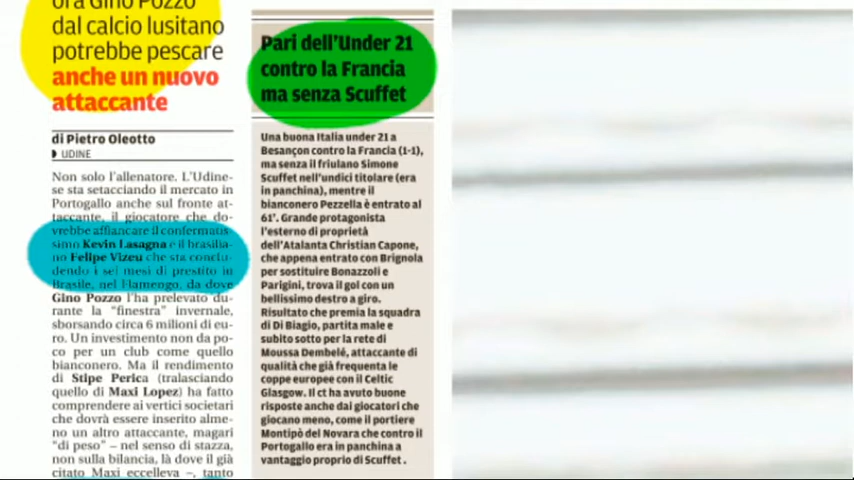 ora Gino Pozzo
dal calcio lusitano
potrebbe pescare
anche un nuovo
attaccante
di Pietro Oleotto
UDINE
Non solo l'allenatore. L'Udine-
se sta setacciando il mercato in
Portogallo anche sul fronte at-
taccante, il giocatore che do-
vrebbe affiancare il confermatis-
simo Kevin Lasagna è il brasilia-
no Felipe Vizeu che sta conclu-
dendo i sei mesi di prestito in
Brasile, nel Flamengo, da dove
Gino Pozzo l'ha prelevato du-
rante la "finestra" invernale,
sborsando circa 6 milioni di eu-
ro. Un investimento non da po-
co per un club come quello
bianconero. Ma il rendimento
di Stipe Perica (tralasciando
quello di Maxi Lopez) ha fatto
comprendere ai vertici societari
che dovrà essere inserito alme-
no un altro attaccante, magari
"di peso" – nel senso di stazza,
non sulla bilancia, là dove il già
citato Maxi eccelleva –, tanto
Pari dell'Under 21
contro la Francia
ma senza Scuffet
Una buona Italia under 21 a
Besançon contro la Francia (1-1),
ma senza il friulano Simone
Scuffet nell'undici titolare (era
in panchina), mentre il
bianconero Pezzella è entrato al
61'. Grande protagonista
l'esterno di proprietà
dell'Atalanta Christian Capone,
che appena entrato con Brignola
per sostituire Bonazzoli e
Parigini, trova il gol con un
bellissimo destro a giro.
Risultato che premia la squadra
di Di Biagio, partita male e
subito sotto per la rete di
Moussa Dembelé, attaccante di
qualità che già frequenta le
coppe europee con il Celtic
Glasgow. Il ct ha avuto buone
risposte anche dai giocatori che
giocano meno, come il portiere
Montipò del Novara che contro il
Portogallo era in panchina a
vantaggio proprio di Scuffet .